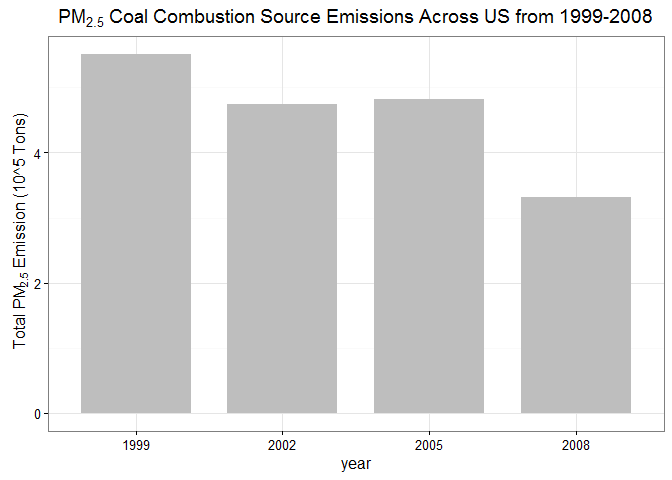 PM2.5 Coal Combustion Source Emissions Across US from 1999-2008
Total PM2.5 Emission (10^5 Tons)
4
2
0
1999 2002 2005 2008
year